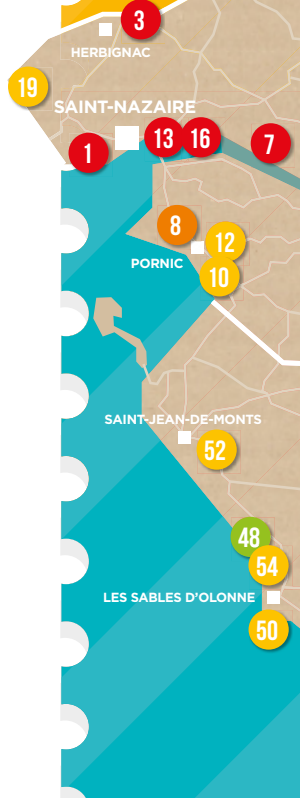 3
HERBIGNAC
19
SAINT-NAZAIRE
1
13
16
7
8
12
PORNIC
10
SAINT-JEAN-DE-MONTS
52
48
54
LES SABLES D'OLONNE
50